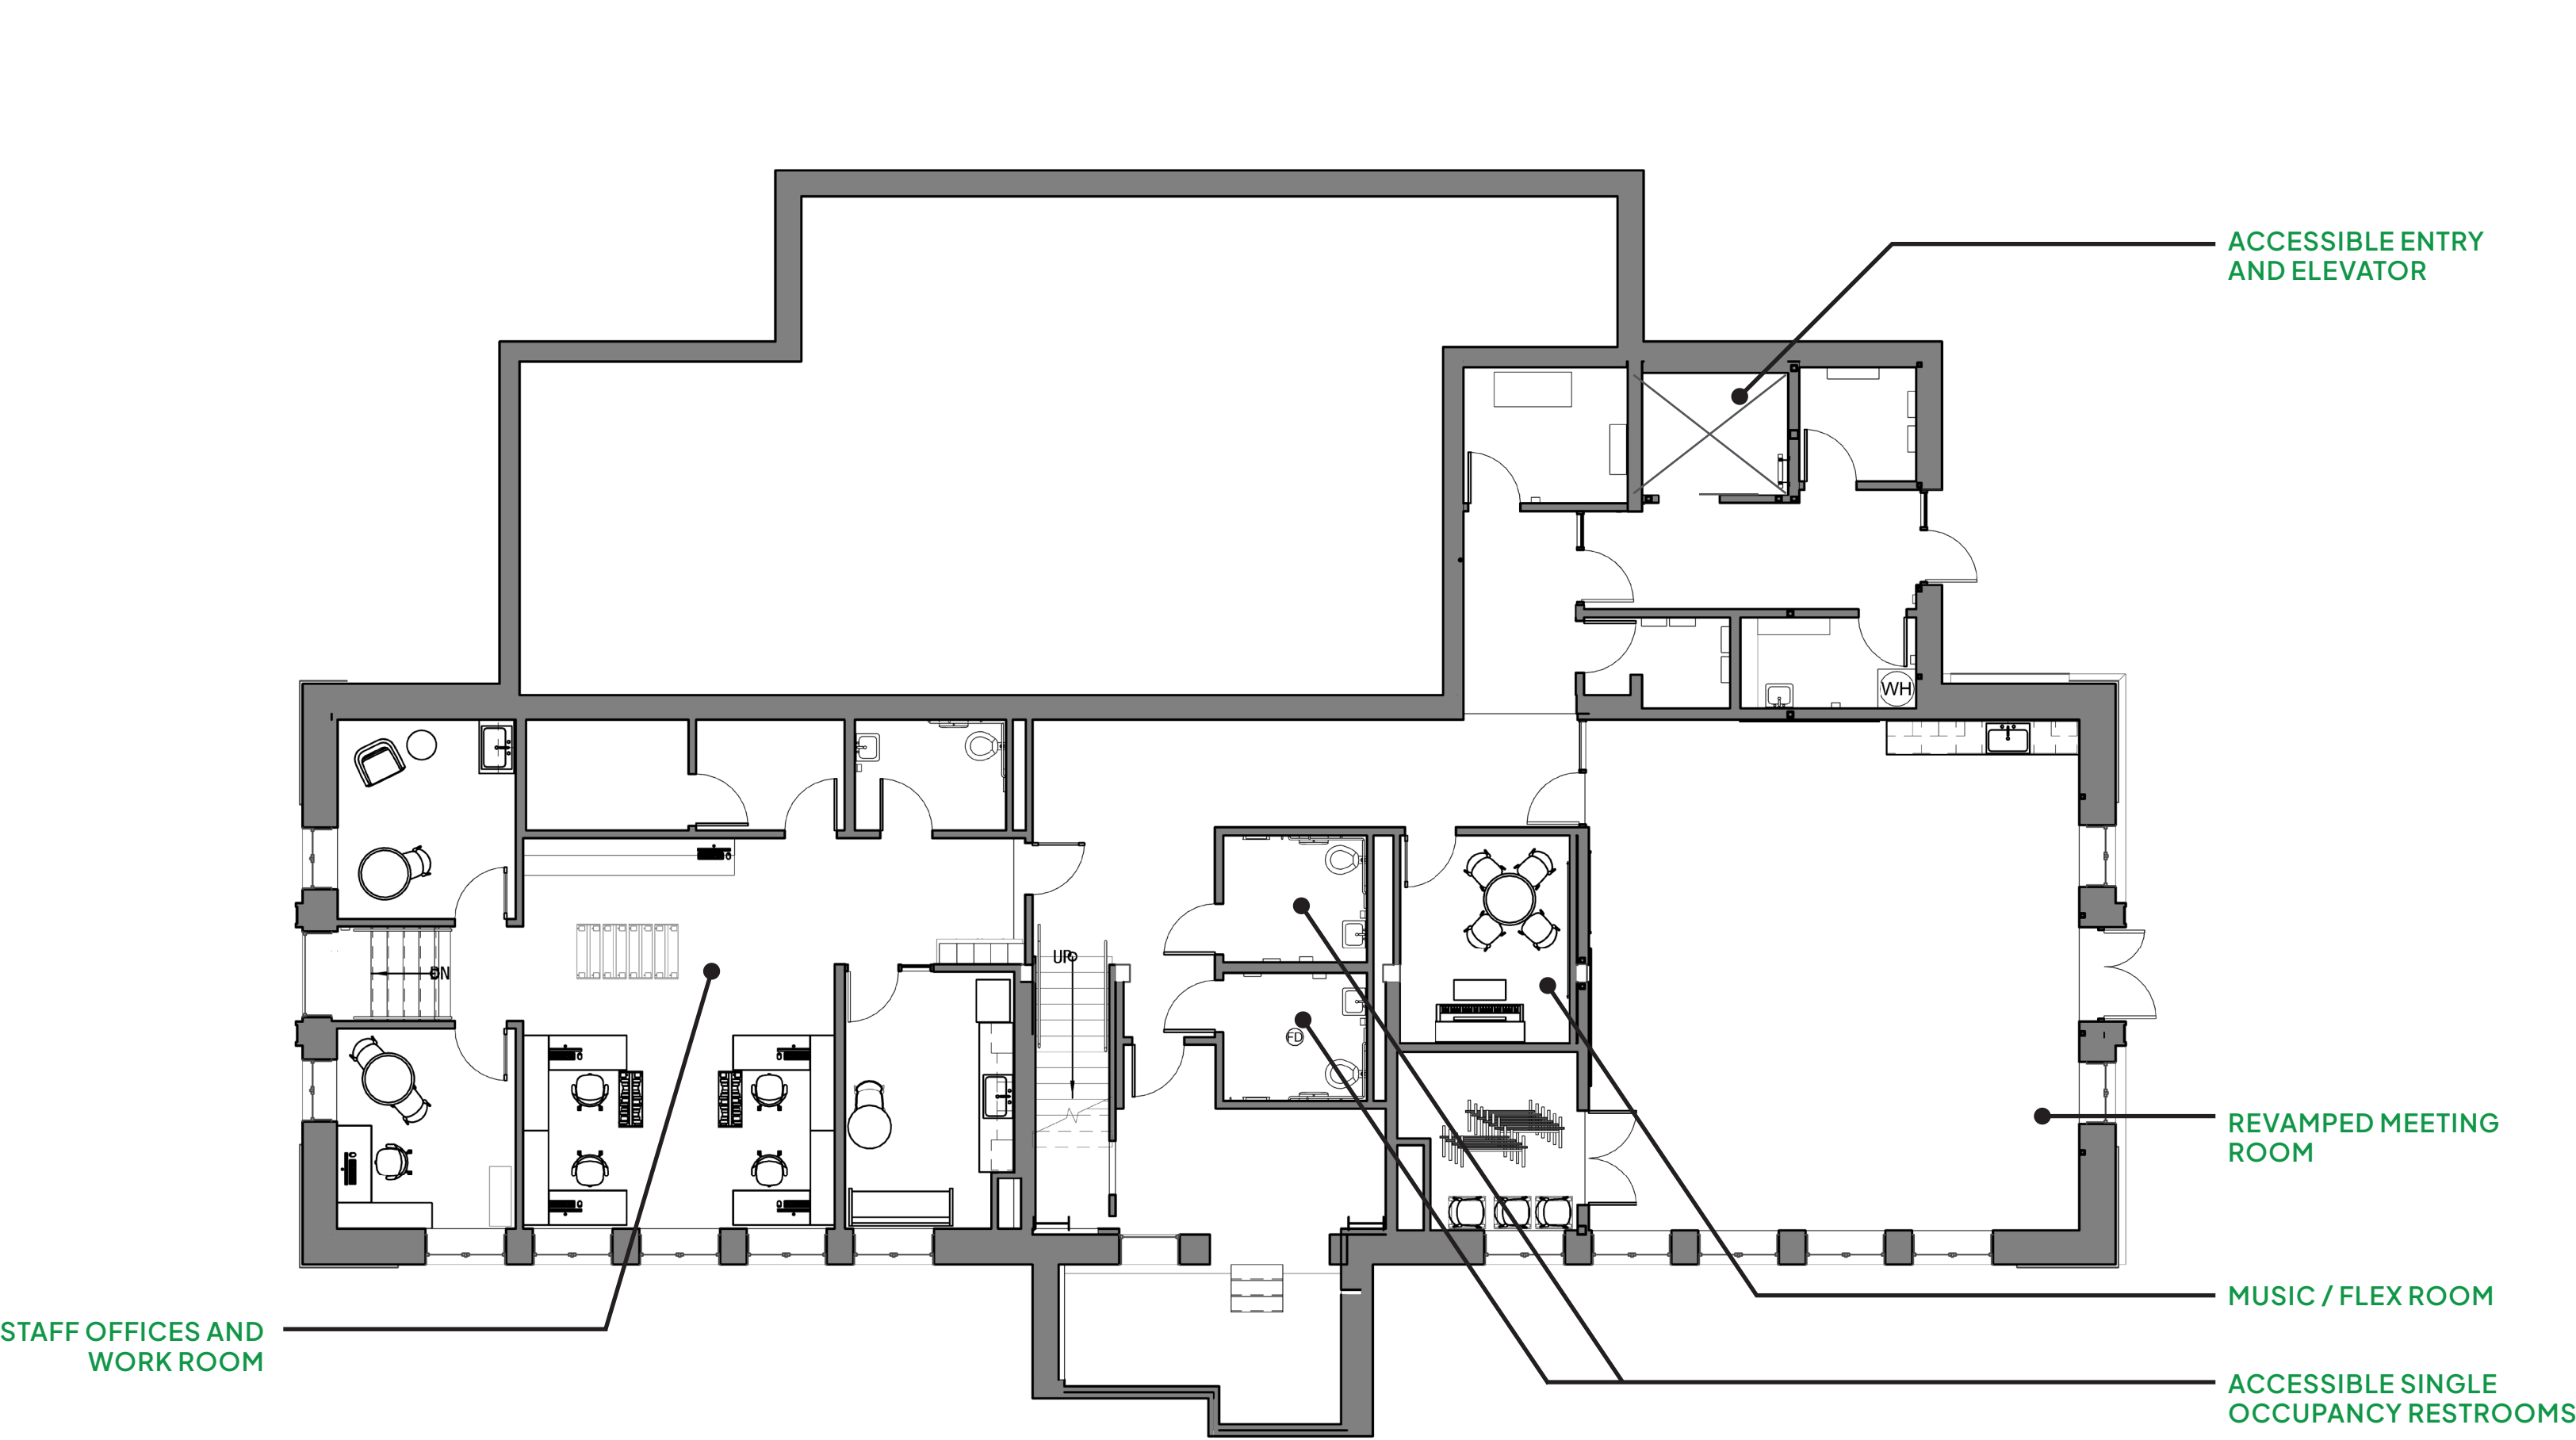 ACCESSIBLE ENTRY
AND ELEVATOR
WH
UP
DN
FD
REVAMPED MEETING
ROOM
MUSIC / FLEX ROOM
STAFF OFFICES AND
WORK ROOM
ACCESSIBLE SINGLE
OCCUPANCY RESTROOMS